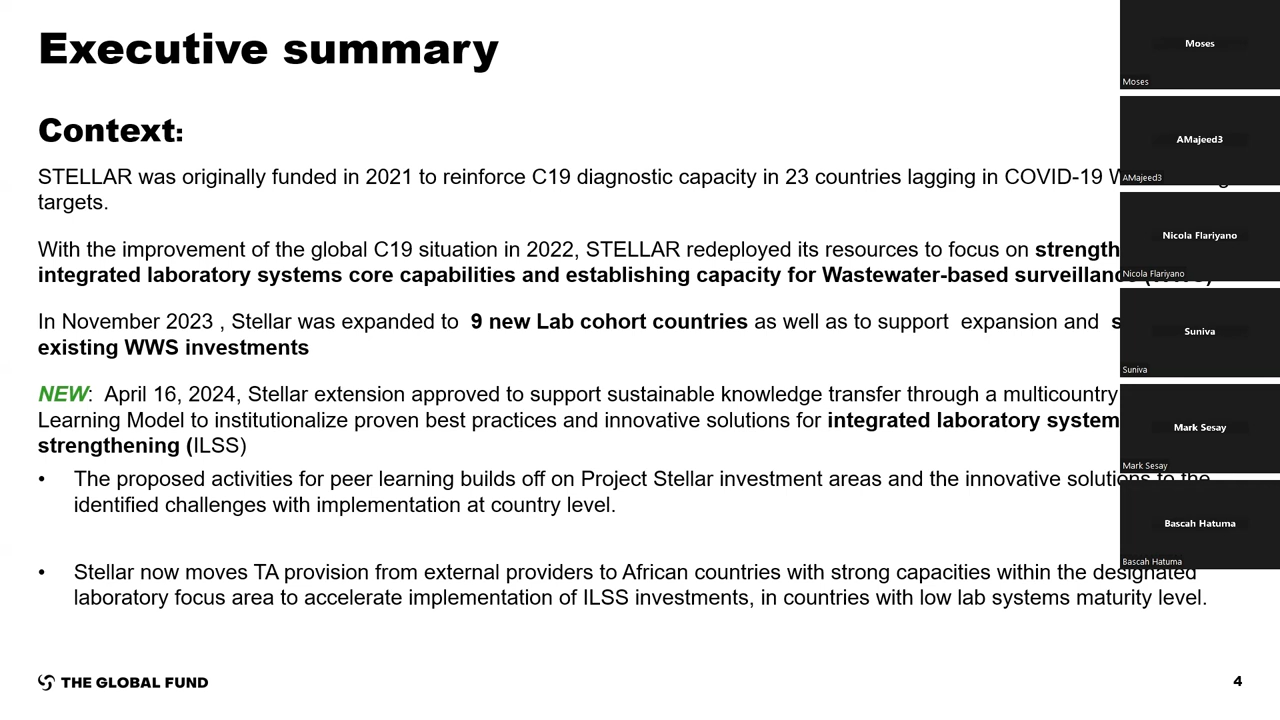 Executive summary
Context:
STELLAR was originally funded in 2021 to reinforce C19 diagnostic capacity in 23 countries lagging in COVID-19
targets.
With the improvement of the global C19 situation in 2022, STELLAR redeployed its resources to focus on
integrated laboratory systems core capabilities and establishing capacity for Wastewater-based surveillance
In November 2023 , Stellar was expanded to 9 new Lab cohort countries as well as to support expansion and
existing WWS investments
NEW: April 16, 2024, Stellar extension approved to support sustainable knowledge transfer through a multicountry
Learning Model to institutionalize proven best practices and innovative solutions for integrated laboratory system
strengthening (ILSS)
• The proposed activities for peer learning builds off on Project Stellar investment areas and the innovative solutions to the
identified challenges with implementation at country level.
• Stellar now moves TA provision from external providers to African countries with strong capacities within the designated
laboratory focus area to accelerate implementation of ILSS investments, in countries with low lab systems maturity level.
THE GLOBAL FUND
4
Moses
Moses
AMajeed3
AMajeed3
Nicola Flariyano
Nicola Flariyano
Suniva
Suniva
Mark Sesay
Mark Sesay
Bascah Hatuma
Bascah Hatuma